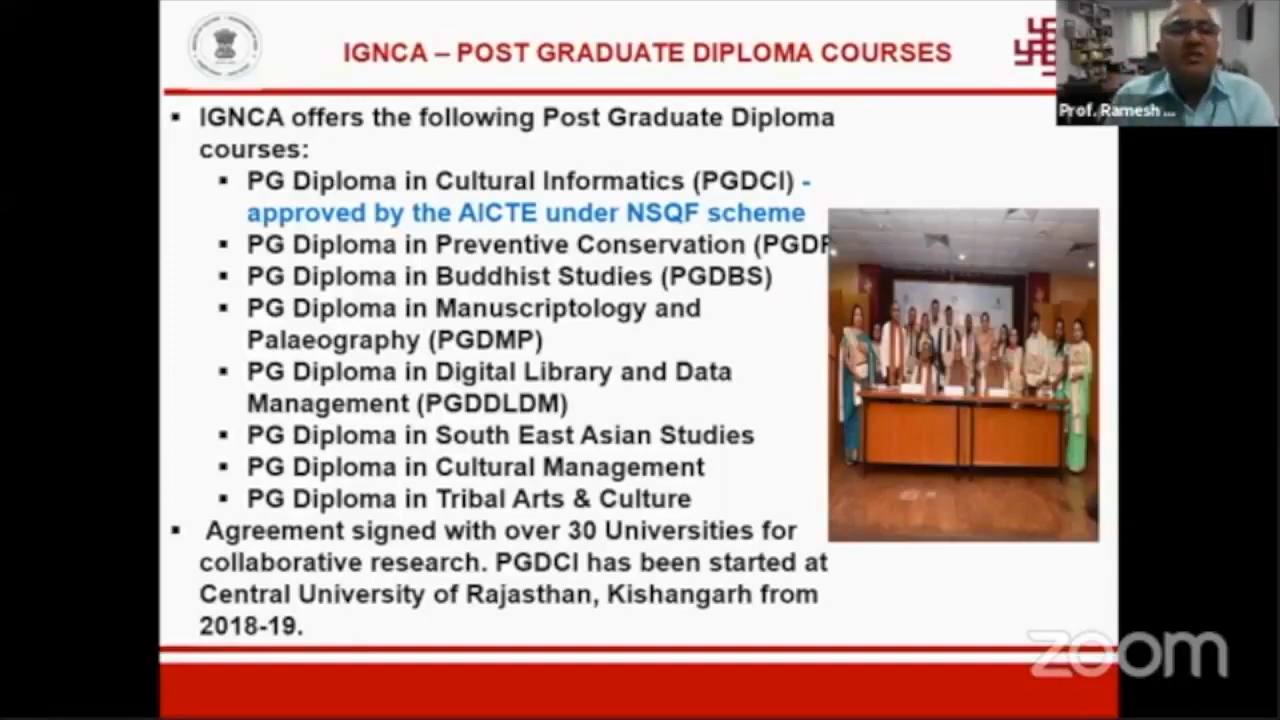 IGNCA – POST GRADUATE DIPLOMA COURSES
Prof. Ramesh ...
▪ IGNCA offers the following Post Graduate Diploma
courses:
▪ PG Diploma in Cultural Informatics (PGDCI) -
approved by the AICTE under NSQF scheme
▪ PG Diploma in Preventive Conservation
▪ PG Diploma in Buddhist Studies (PGDBS)
▪ PG Diploma in Manuscriptology and
Palaeography (PGDMP)
▪ PG Diploma in Digital Library and Data
Management (PGDDLDM)
▪ PG Diploma in South East Asian Studies
▪ PG Diploma in Cultural Management
▪ PG Diploma in Tribal Arts & Culture
▪ Agreement signed with over 30 Universities for
collaborative research. PGDCI has been started at
Central University of Rajasthan, Kishangarh from
2018-19.
zoom